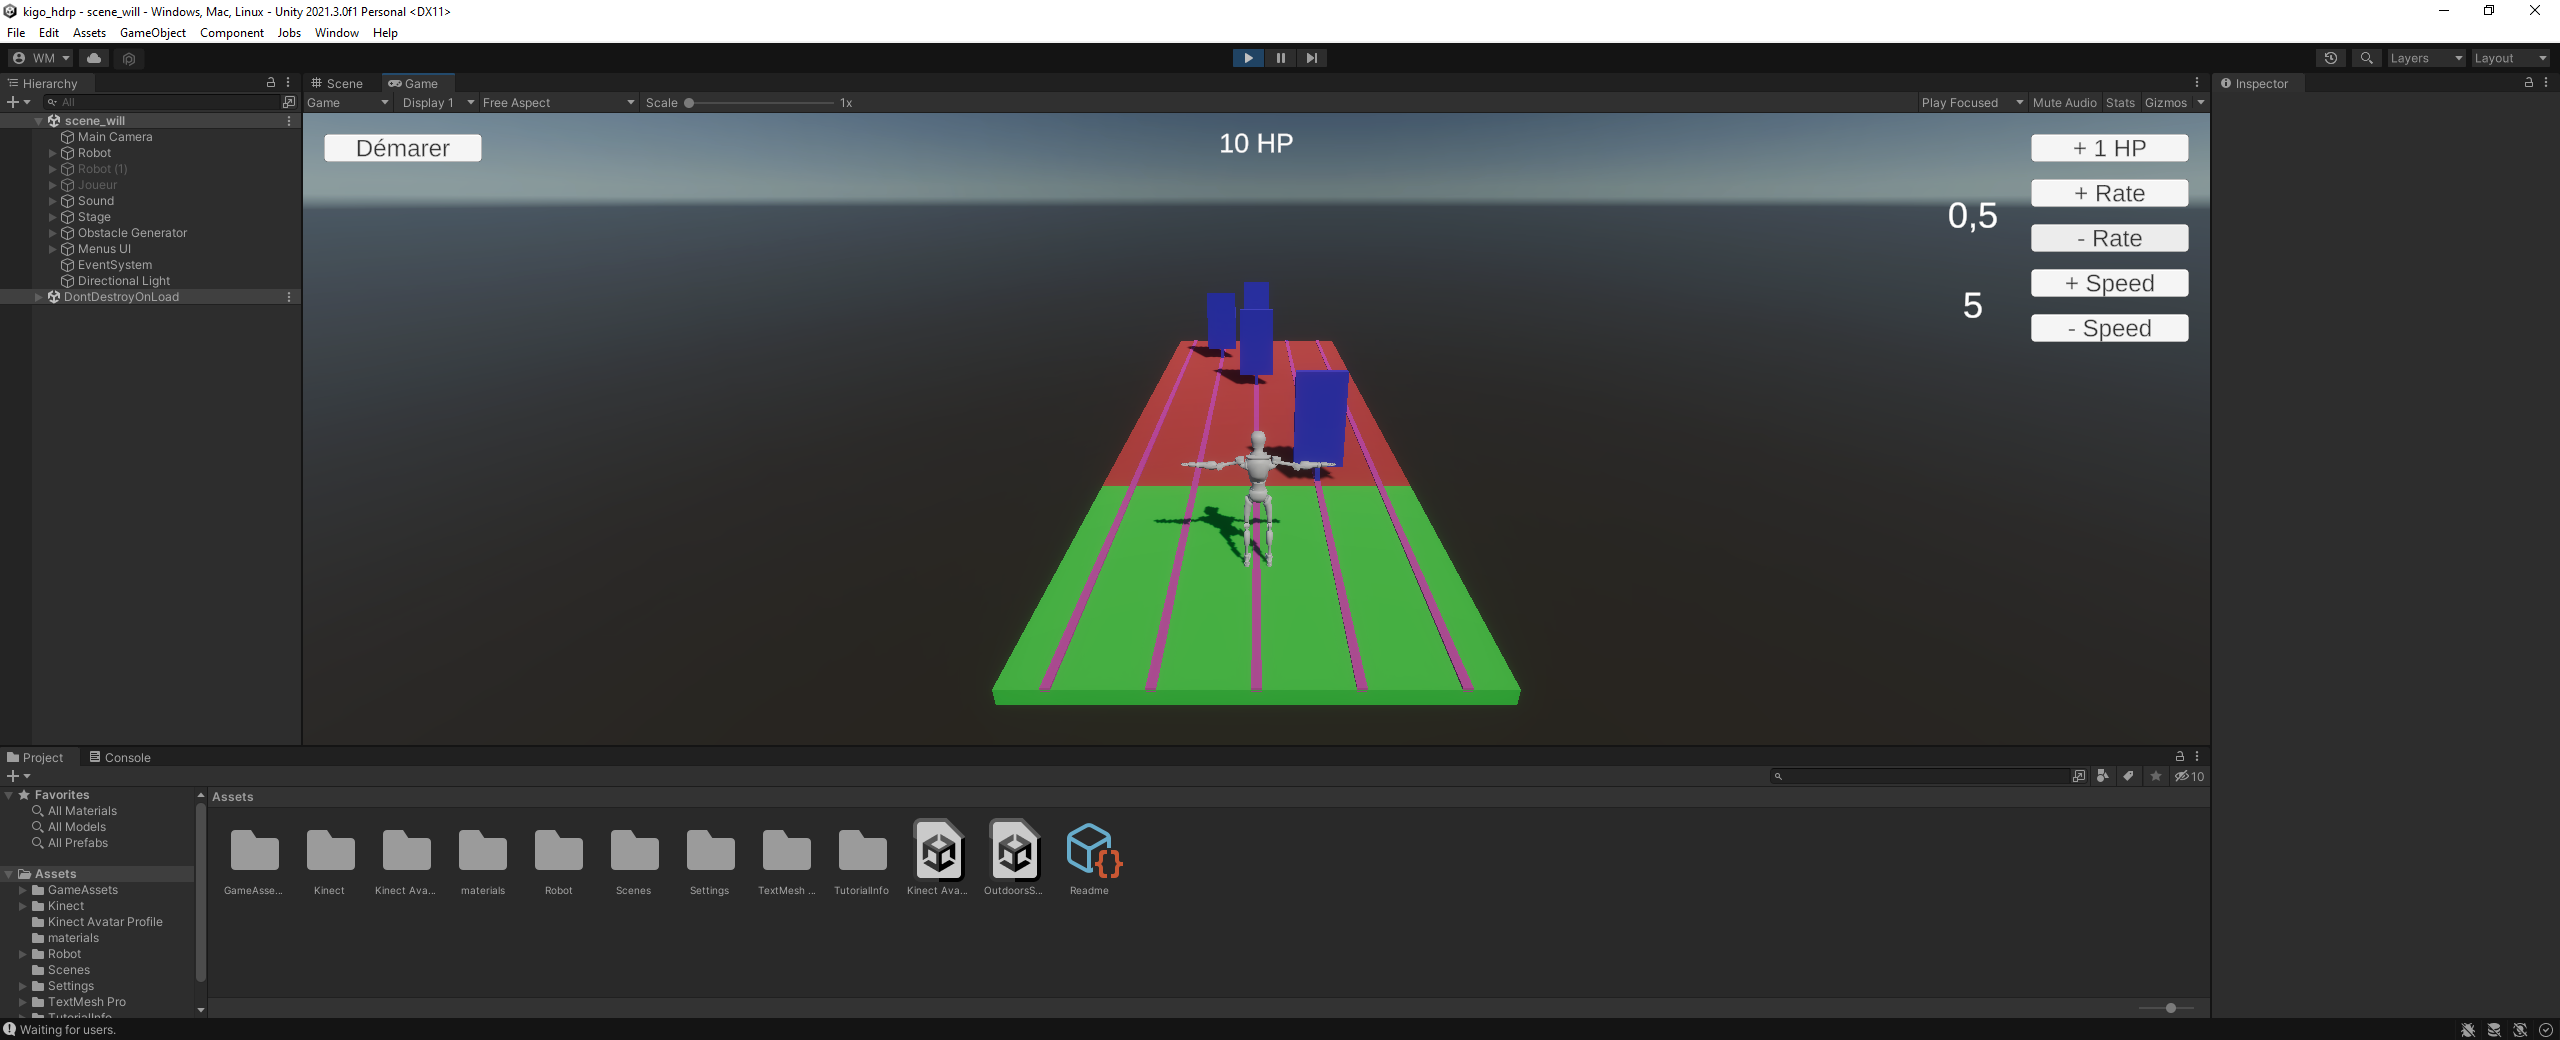 kigo_hdrp - scene_will - Windows, Mac, Linux - Unity 2021.3.0f1 Personal <DX11>
File Edit Assets GameObject Component Jobs Window Help
WM Layers Layout
Hierarchy Scene Game Inspector
All Game Display 1 Free Aspect Scale 1x Play Focused Mute Audio Stats Gizmos
scene_will
Main Camera
Robot
Robot (1)
Joueur
Sound
Stage
Obstacle Generator
Menus UI
EventSystem
Directional Light
DontDestroyOnLoad
Démarer
10 HP
+ 1 HP
+ Rate
0,5
- Rate
+ Speed
5
- Speed
Project Console
10
Favorites
All Materials
All Models
All Prefabs
Assets
GameAssets
Kinect
Kinect Avatar Profile
materials
Robot
Scenes
Settings
TextMesh Pro
TutorialInfo
Assets
GameAsse... Kinect Kinect Ava... materials Robot Scenes Settings TextMesh ... TutorialInfo Kinect Ava... OutdoorsS... Readme
Waiting for users.